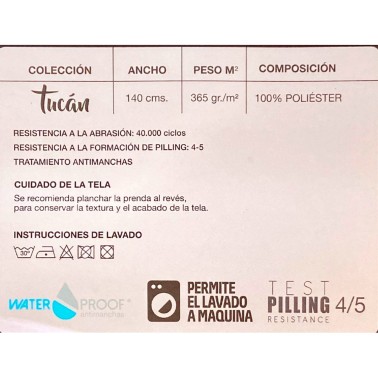 COLECCIÓN ANCHO PESO M² COMPOSICIÓN
Tucán 140 cms. 365 gr./m² 100% POLIÉSTER
RESISTENCIA A LA ABRASIÓN: 40.000 ciclos
RESISTENCIA A LA FORMACIÓN DE PILLING: 4-5
TRATAMIENTO ANTIMANCHAS
CUIDADO DE LA TELA
Se recomienda planchar la prenda al revés,
para conservar la textura y el acabado de la tela.
INSTRUCCIONES DE LAVADO
30°
WATER PROOF®
antimanchas
PERMITE
EL LAVADO
A MAQUINA
TEST
PILLING 4/5
RESISTANCE